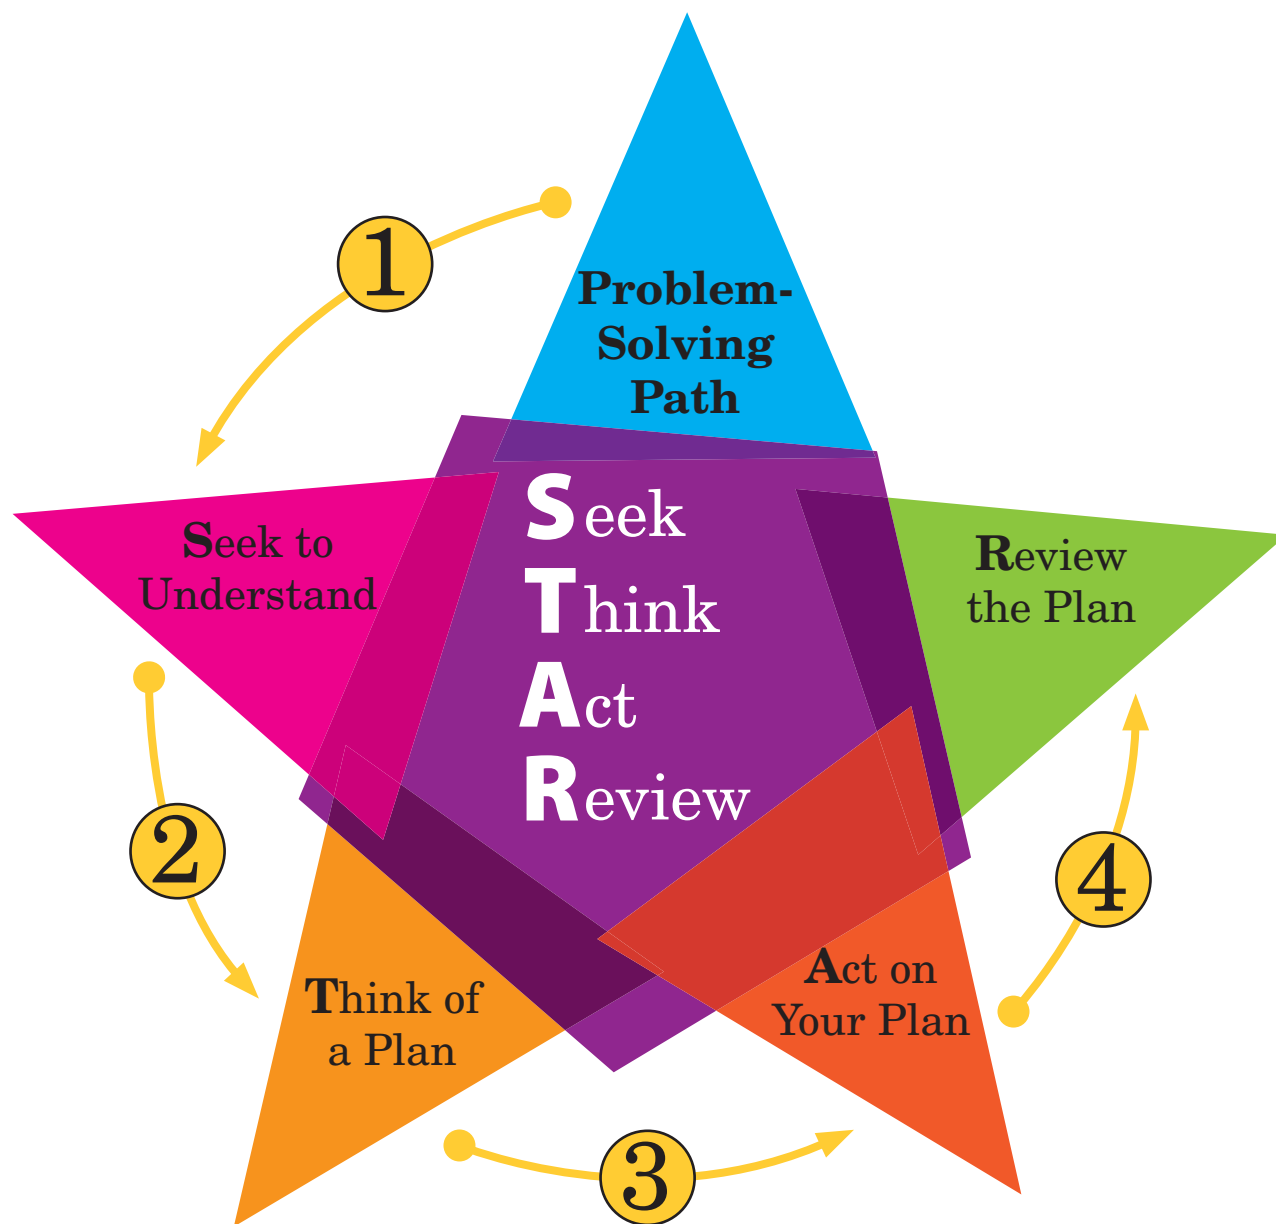 1
Problem-
Solving
Path
Seek to
Understand
Seek
Think
Act
Review
Review
the Plan
2
4
Think of
a Plan
Act on
Your Plan
3